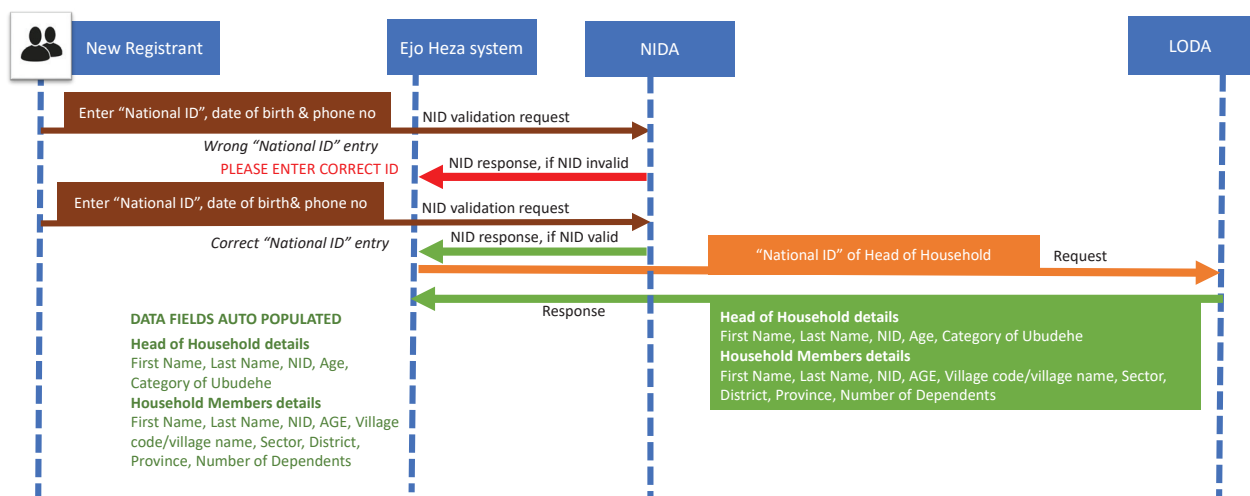 New Registrant
Ejo Heza system
NIDA
LODA
Enter “National ID”, date of birth & phone no
NID validation request
Wrong “National ID” entry
PLEASE ENTER CORRECT ID
NID response, if NID invalid
Enter “National ID”, date of birth& phone no
NID validation request
Correct “National ID” entry
NID response, if NID valid
“National ID” of Head of Household
Request
Response
DATA FIELDS AUTO POPULATED
Head of Household details
First Name, Last Name, NID, Age,
Category of Ubudehe
Household Members details
First Name, Last Name, NID, AGE, Village
code/village name, Sector, District,
Province, Number of Dependents
Head of Household details
First Name, Last Name, NID, Age, Category of Ubudehe
Household Members details
First Name, Last Name, NID, AGE, Village code/village name, Sector,
District, Province, Number of Dependents